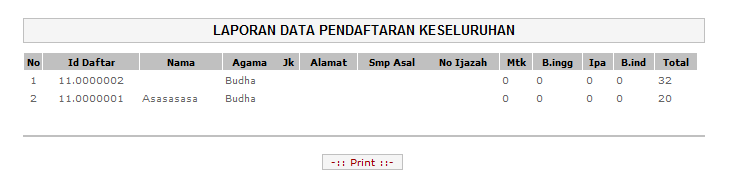 LAPORAN DATA PENDAFTARAN KESELURUHAN
No Id Daftar Nama Agama Jk Alamat Smp Asal No Ijazah Mtk B.ingg Ipa B.ind Total
1 11.0000002 Budha 0 0 0 0 32
2 11.0000001 Asasasasa Budha 0 0 0 0 20
-:: Print ::-